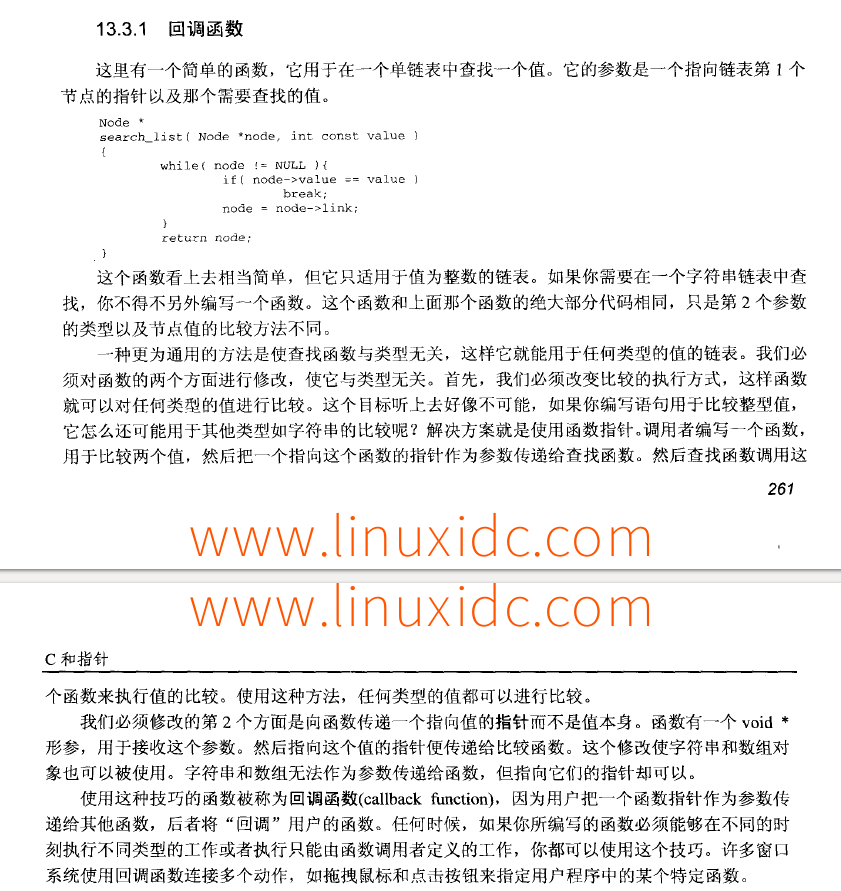 13.3.1 回调函数
这里有一个简单的函数，它用于在一个单链表中查找一个值。它的参数是一个指向链表第 1 个
节点的指针以及那个需要查找的值。
Node *
search_list( Node *node, int const value )
{
while( node != NULL ){
if( node->value == value )
break;
node = node->link;
}
return node;
}
这个函数看上去相当简单，但它只适用于值为整数的链表。如果你需要在一个字符串链表中查
找，你不得不另外编写一个函数。这个函数和上面那个函数的绝大部分代码相同，只是第 2 个参数
的类型以及节点值的比较方法不同。
一种更为通用的方法是使查找函数与类型无关，这样它就能用于任何类型的值的链表。我们必
须对函数的两个方面进行修改，使它与类型无关。首先，我们必须改变比较的执行方式，这样函数
就可以对任何类型的值进行比较。这个目标听上去好像不可能，如果你编写语句用于比较整型值，
它怎么还可能用于其他类型如字符串的比较呢？解决方案就是使用函数指针。调用者编写一个函数，
用于比较两个值，然后把一个指向这个函数的指针作为参数传递给查找函数。然后查找函数调用这
261
www.linuxidc.com
www.linuxidc.com
C 和指针
个函数来执行值的比较。使用这种方法，任何类型的值都可以进行比较。
我们必须修改的第 2 个方面是向函数传递一个指向值的指针而不是值本身。函数有一个 void *
形参，用于接收这个参数。然后指向这个值的指针便传递给比较函数。这个修改使字符串和数组对
象也可以被使用。字符串和数组无法作为参数传递给函数，但指向它们的指针却可以。
使用这种技巧的函数被称为回调函数(callback function)，因为用户把一个函数指针作为参数传
递给其他函数，后者将“回调”用户的函数。任何时候，如果你所编写的函数必须能够在不同的时
刻执行不同类型的工作或者执行只能由函数调用者定义的工作，你都可以使用这个技巧。许多窗口
系统使用回调函数连接多个动作，如拖拽鼠标和点击按钮来指定用户程序中的某个特定函数。